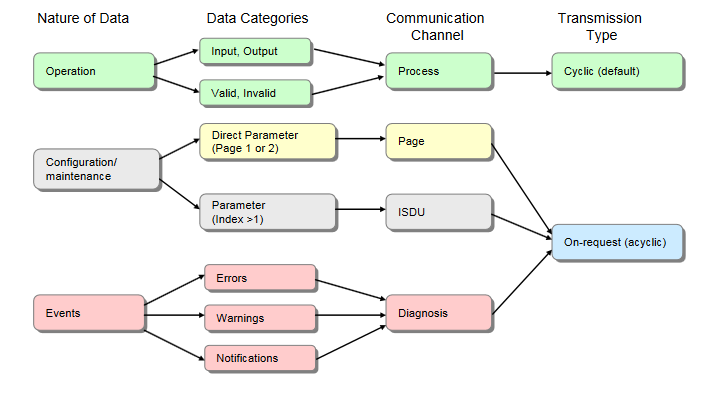 Nature of Data
Data Categories
Communication
Channel
Transmission
Type
Operation
Input, Output
Valid, Invalid
Process
Cyclic (default)
Configuration/
maintenance
Direct Parameter
(Page 1 or 2)
Page
Parameter
(Index >1)
ISDU
On-request (acyclic)
Events
Errors
Warnings
Notifications
Diagnosis